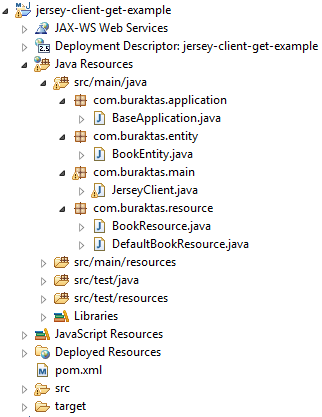 jersey-client-get-example
JAX-WS Web Services
Deployment Descriptor: jersey-client-get-example
Java Resources
src/main/java
com.buraktas.application
BaseApplication.java
com.buraktas.entity
BookEntity.java
com.buraktas.main
JerseyClient.java
com.buraktas.resource
BookResource.java
DefaultBookResource.java
src/main/resources
src/test/java
src/test/resources
Libraries
JavaScript Resources
Deployed Resources
pom.xml
src
target